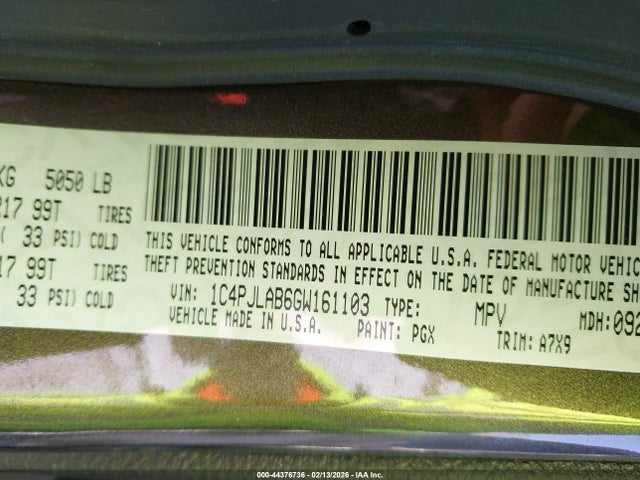 KG 5050 LB
R17 99T TIRES
( 33 PSI) COLD
17 99T TIRES
33 PSI) COLD
THIS VEHICLE CONFORMS TO ALL APPLICABLE U.S.A. FEDERAL MOTOR VEHIC
THEFT PREVENTION STANDARDS IN EFFECT ON THE DATE OF MANUFACTURE SH
VIN: 1C4PJLAB6GW161103 TYPE: MPV MDH:092
VEHICLE MADE IN U.S.A. PAINT: PGX TRIM: A7X9
000-44376736 - 02/13/2026 - IAA Inc.